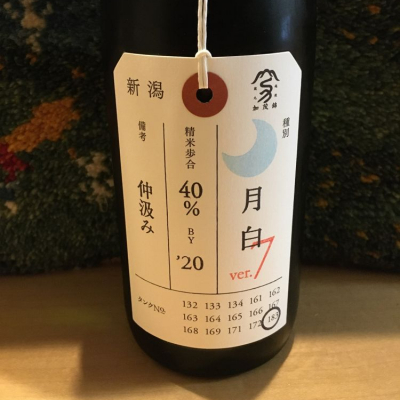 新潟
加茂錦
種別
月白
ver.7
精米歩合
40%
BY
'20
備考
仲汲み
タンクNo.
132 133 134 161 162
163 164 165 166 167
168 169 171 172 183